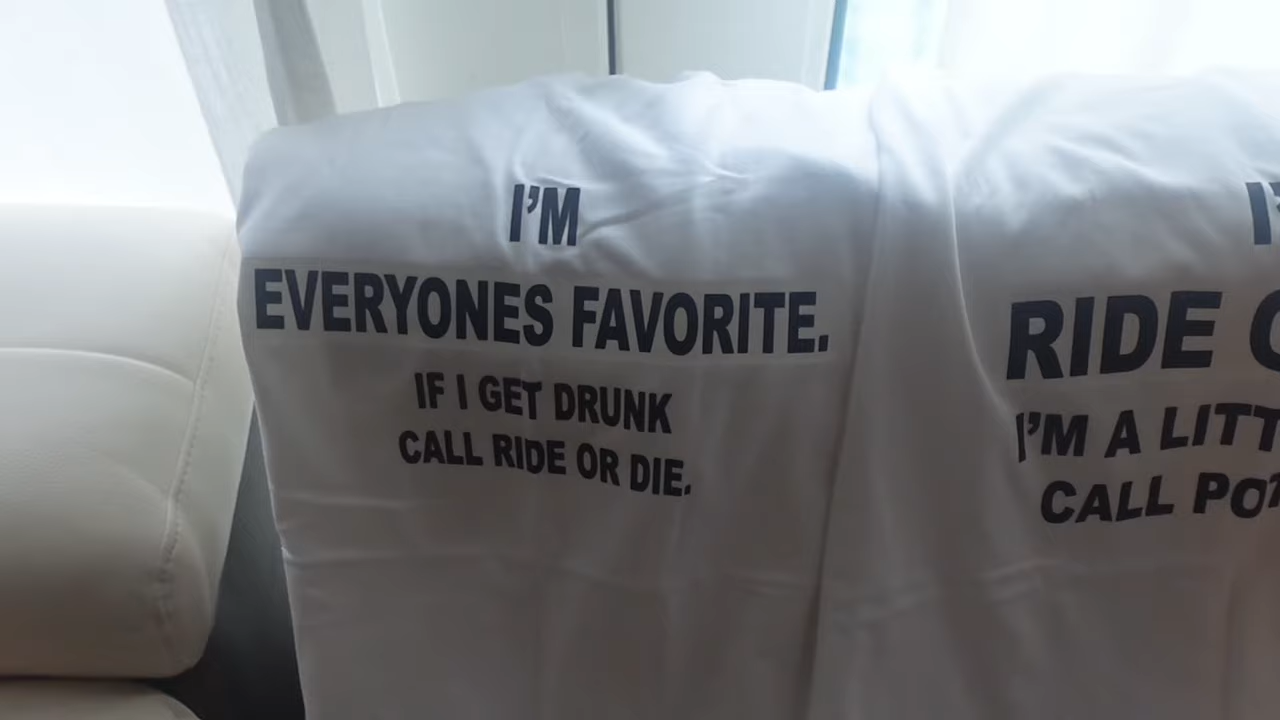 I'M
EVERYONES FAVORITE.
IF I GET DRUNK
CALL RIDE OR DIE.
RIDE
I'M A
CALL